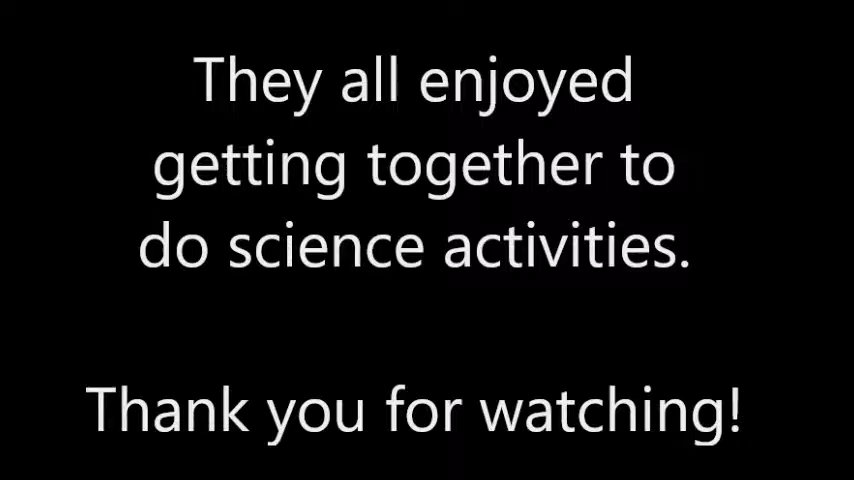 They all enjoyed
getting together to
do science activities.
Thank you for watching!